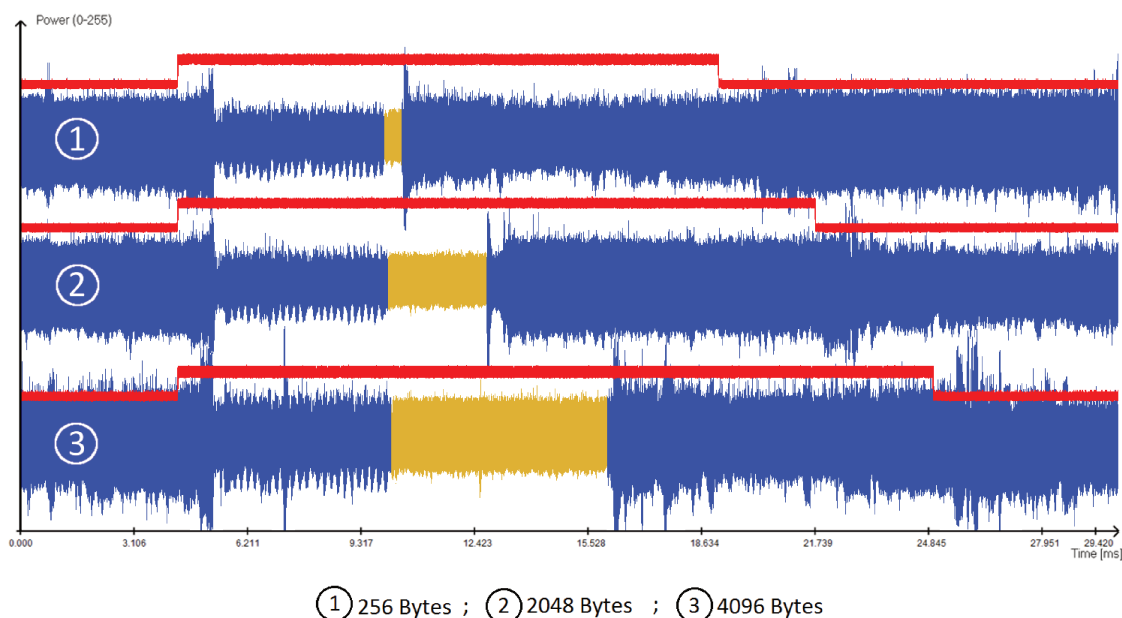 Power (0-255)
①
②
③
0.000 3.106 6.211 9.317 12.423 15.528 18.634 21.739 24.845 27.951 29.420
Time [ms]
① 256 Bytes ; ② 2048 Bytes ; ③ 4096 Bytes